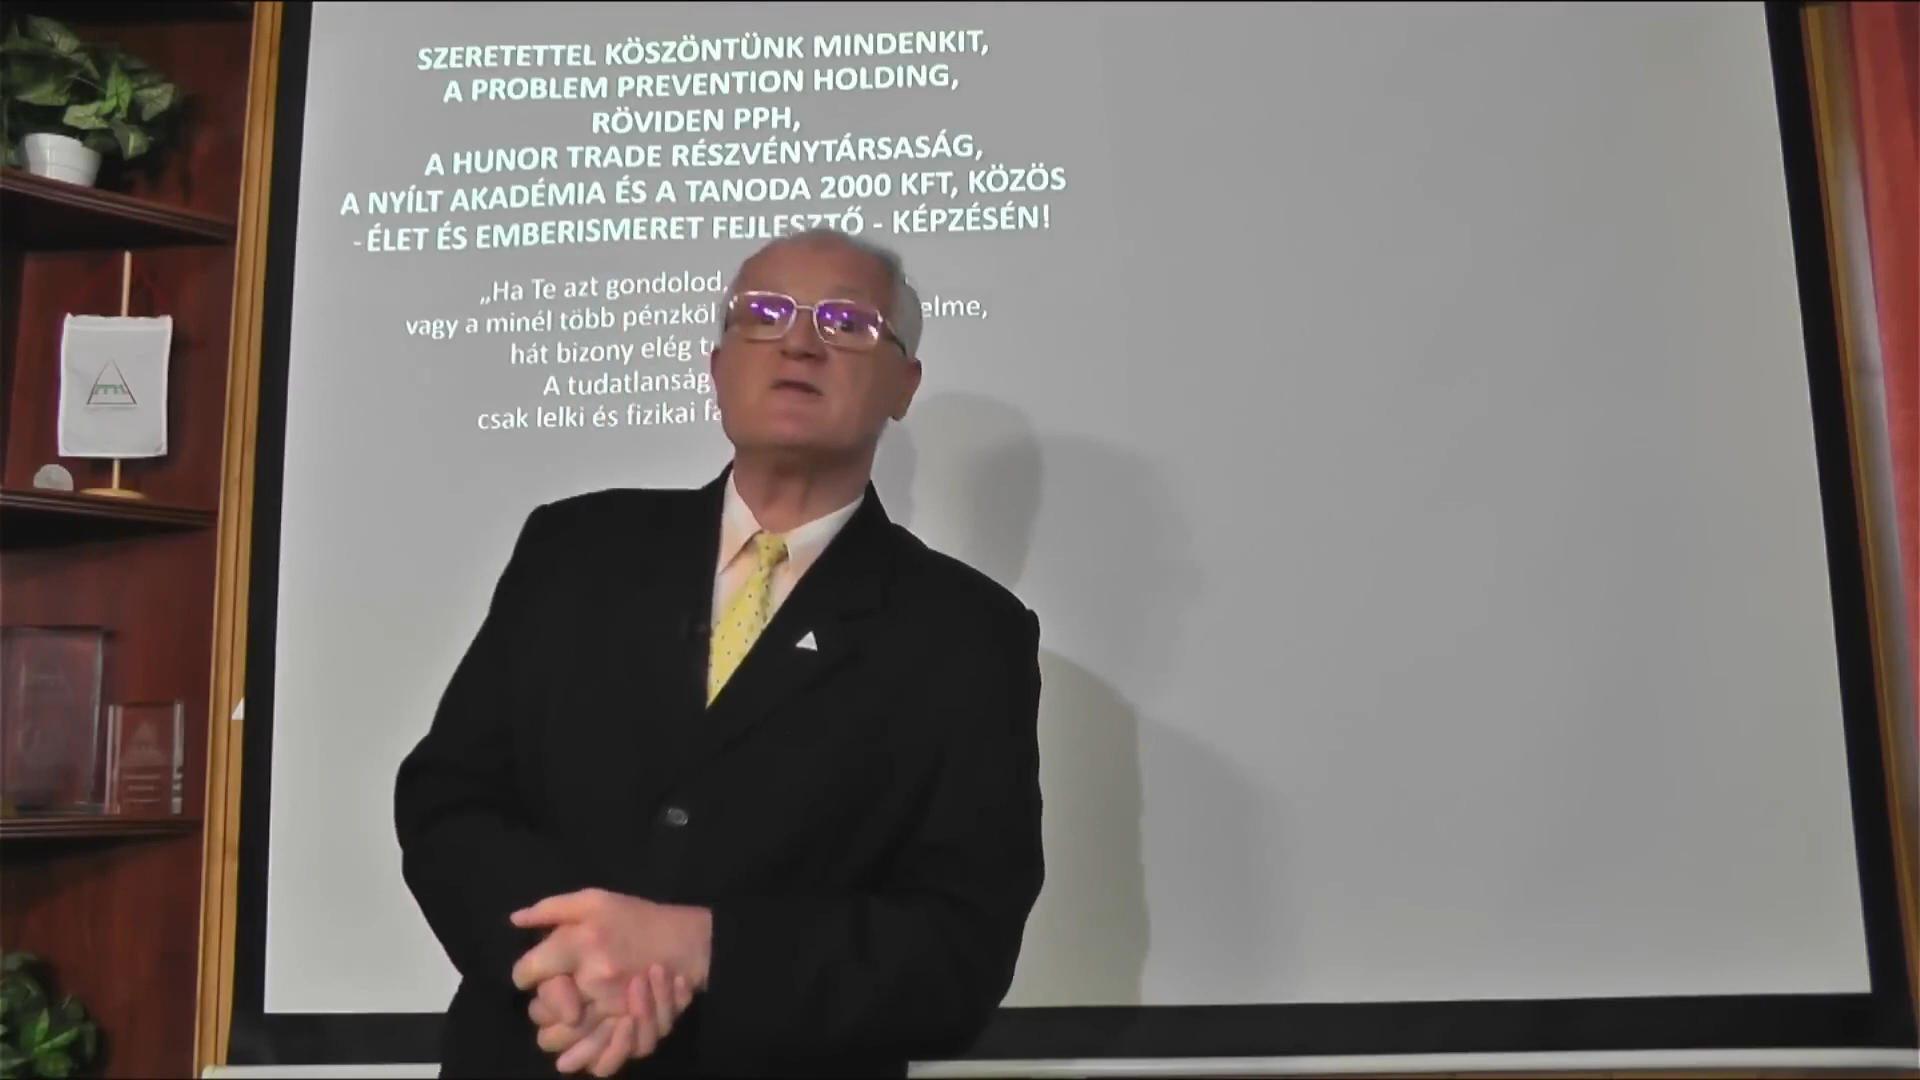 SZERETETTEL KÖSZÖNTÜNK MINDENKIT,
A PROBLEM PREVENTION HOLDING,
RÖVIDEN PPH,
A HUNOR TRADE RÉSZVÉNYTÁRSASÁG,
A NYÍLT AKADÉMIA ÉS A TANODA 2000 KFT, KÖZÖS
- ÉLET ÉS EMBERISMERET FEJLESZTŐ - KÉPZÉSÉN!
„Ha Te azt gondolod,
vagy a minél több pénzköl elme,
hát bizony elég
A tudatlanság
csak lelki és fizikai